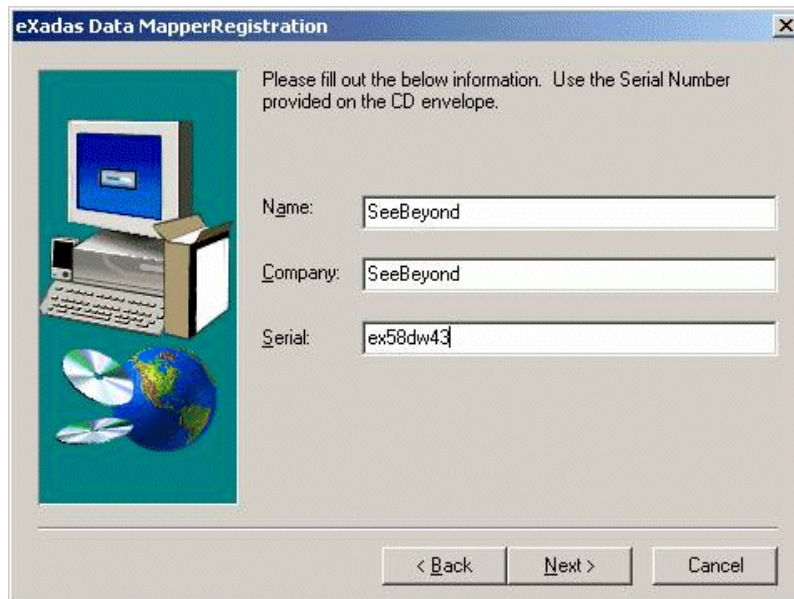 eXadas Data MapperRegistration
Please fill out the below information. Use the Serial Number
provided on the CD envelope.
Name: SeeBeyond
Company: SeeBeyond
Serial: ex58dw43
< Back Next > Cancel